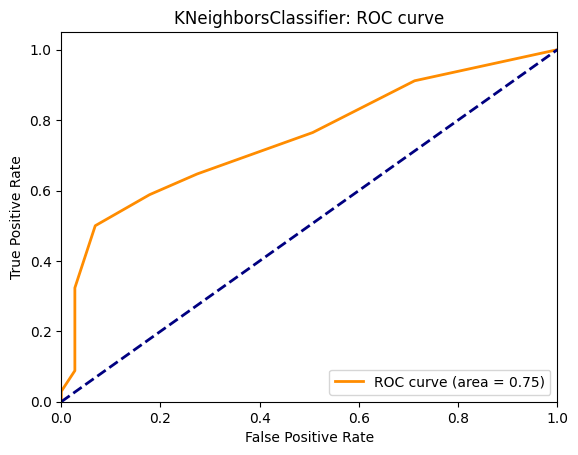 KNeighborsClassifier: ROC curve
True Positive Rate
1.0
0.8
0.6
0.4
0.2
0.0
ROC curve (area = 0.75)
0.0 0.2 0.4 0.6 0.8 1.0
False Positive Rate